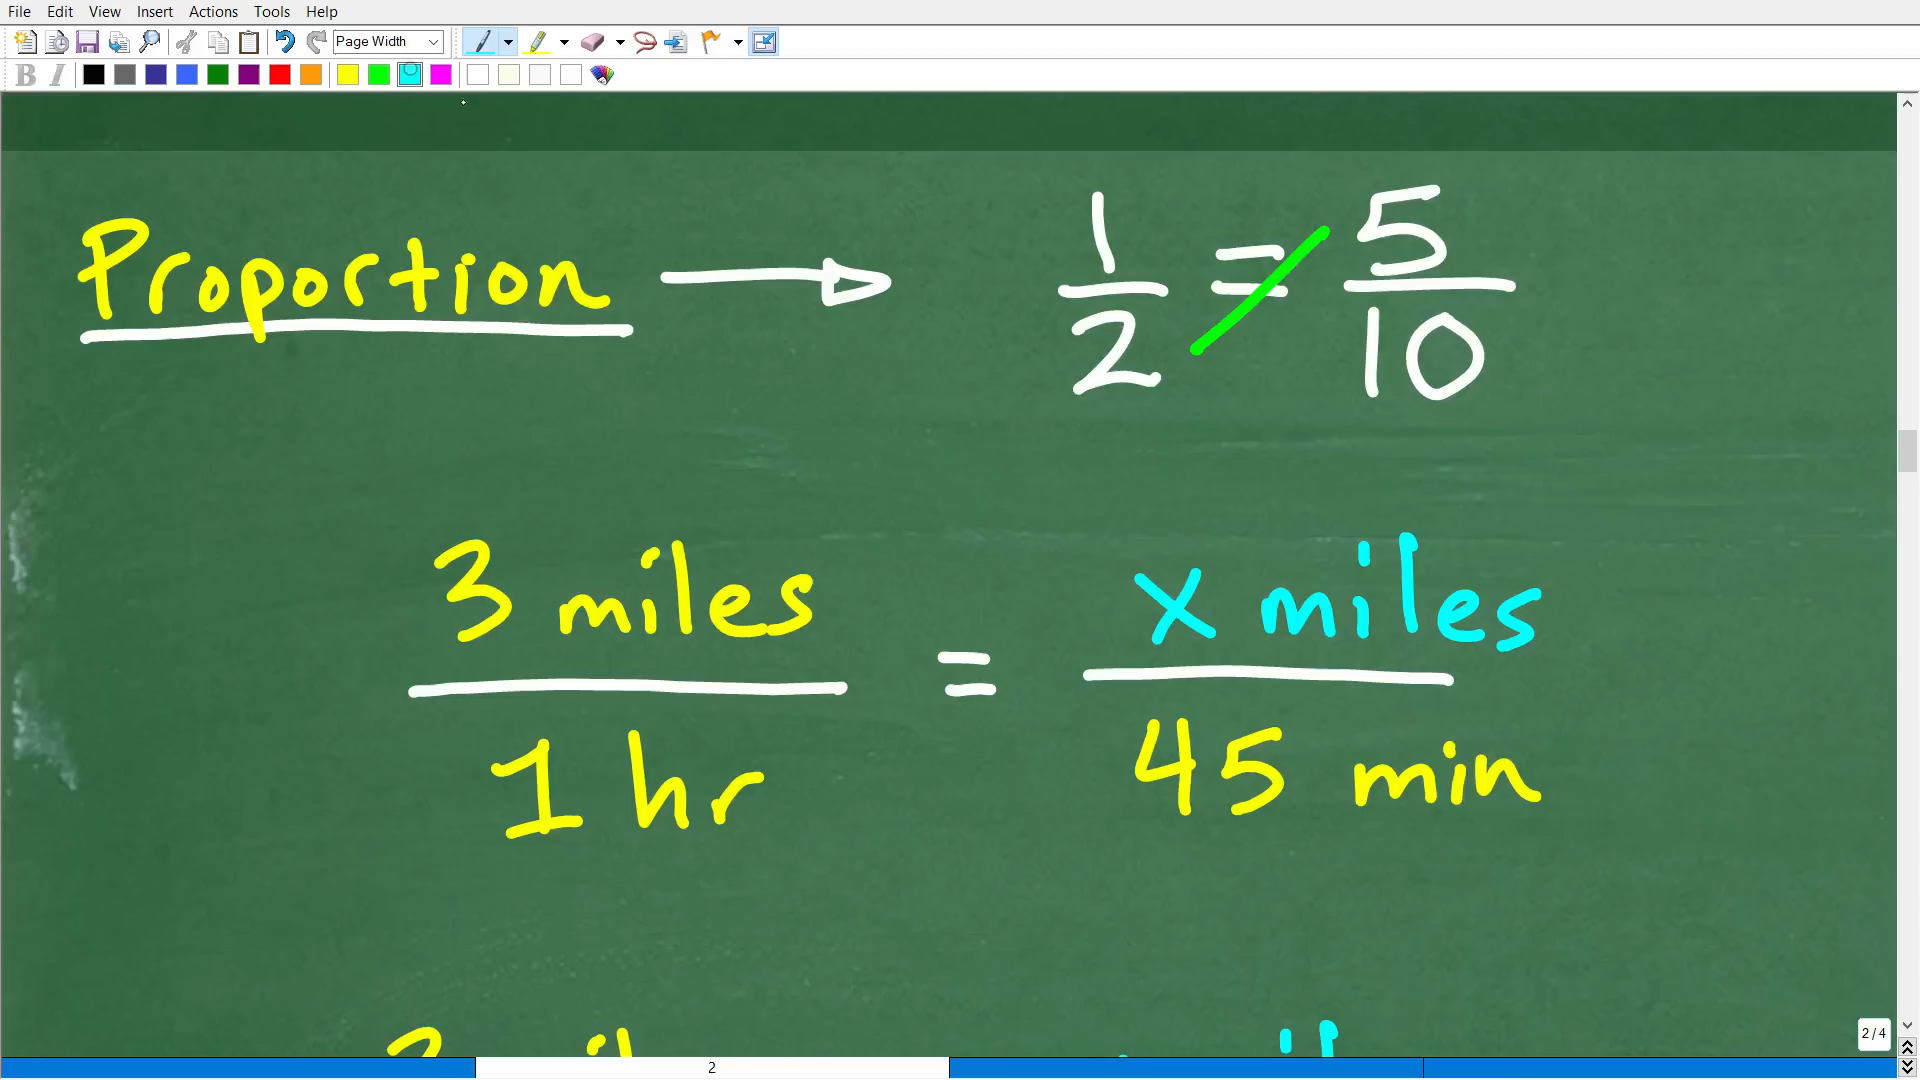 File Edit View Insert Actions Tools Help
Page Width
B I
Proportion → 1/2 = 5/10
3 miles / 1 hr = x miles / 45 min
2/4
2